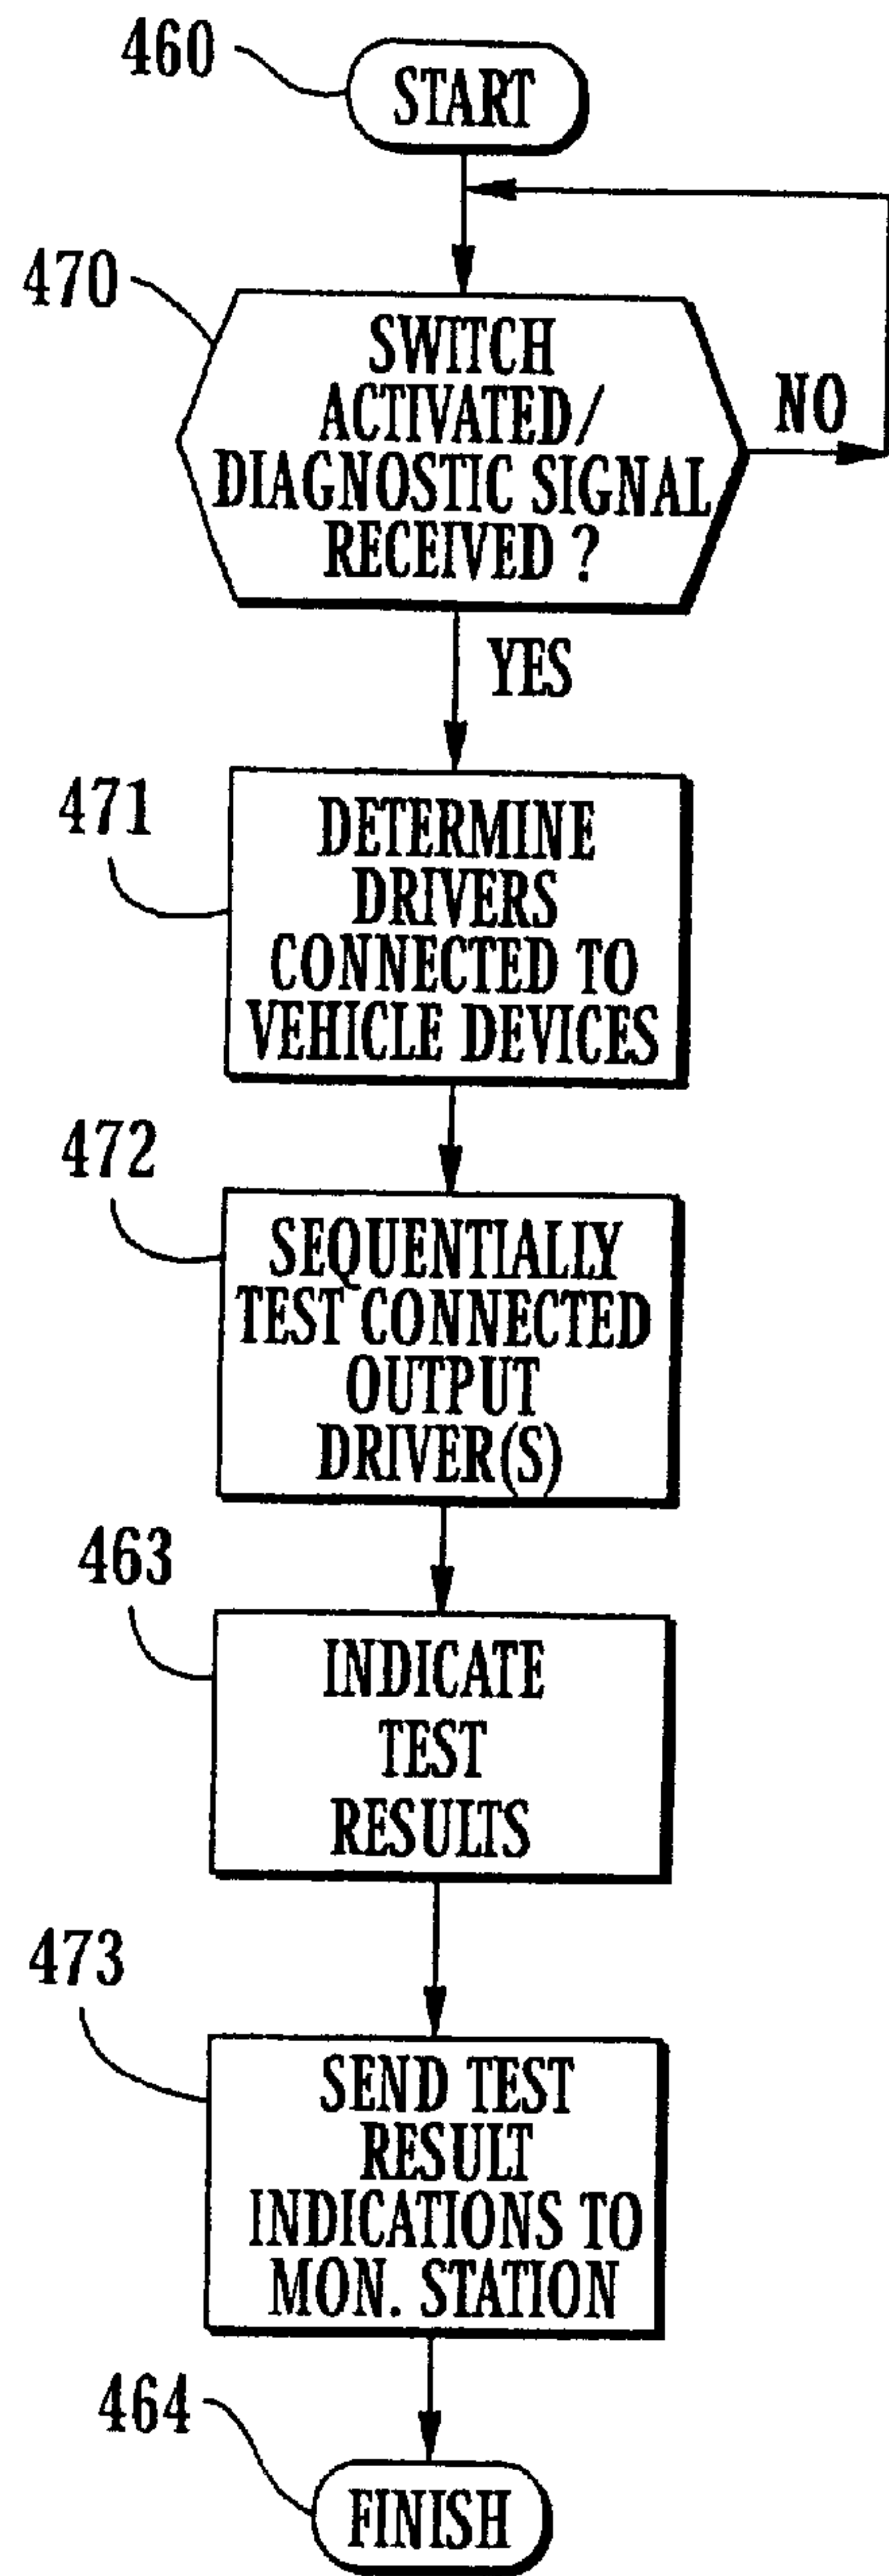 460
START
470
SWITCH
ACTIVATED/
DIAGNOSTIC SIGNAL
RECEIVED ?
NO
YES
471
DETERMINE
DRIVERS
CONNECTED TO
VEHICLE DEVICES
472
SEQUENTIALLY
TEST CONNECTED
OUTPUT
DRIVER(S)
463
INDICATE
TEST
RESULTS
473
SEND TEST
RESULT
INDICATIONS TO
MON. STATION
464
FINISH